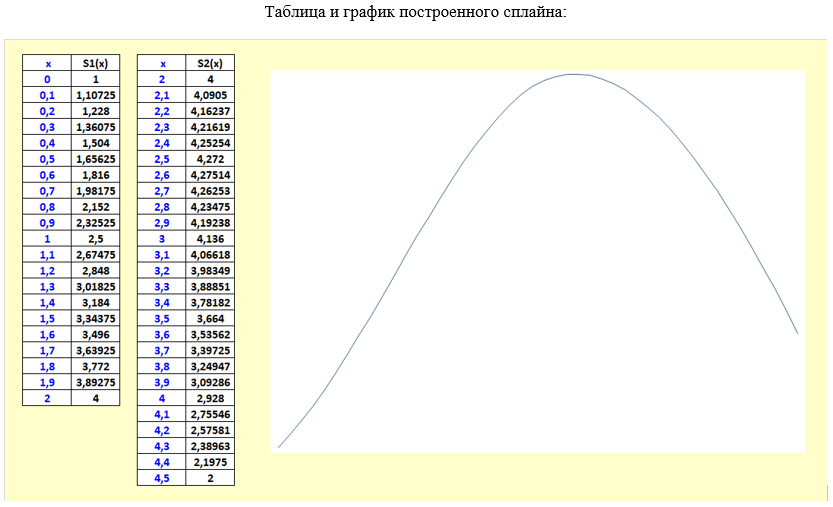 Таблица и график построенного сплайна:
x S1(x) x S2(x)
0 1 2 4
0,1 1,10725 2,1 4,0905
0,2 1,228 2,2 4,16237
0,3 1,36075 2,3 4,21619
0,4 1,504 2,4 4,25254
0,5 1,65625 2,5 4,272
0,6 1,816 2,6 4,27514
0,7 1,98175 2,7 4,26253
0,8 2,152 2,8 4,23475
0,9 2,32525 2,9 4,19238
1 2,5 3 4,136
1,1 2,67475 3,1 4,06618
1,2 2,848 3,2 3,98349
1,3 3,01825 3,3 3,88851
1,4 3,184 3,4 3,78182
1,5 3,34375 3,5 3,664
1,6 3,496 3,6 3,53562
1,7 3,63925 3,7 3,39725
1,8 3,772 3,8 3,24947
1,9 3,89275 3,9 3,09286
2 4 4 2,928
4,1 2,75546
4,2 2,57581
4,3 2,38963
4,4 2,1975
4,5 2